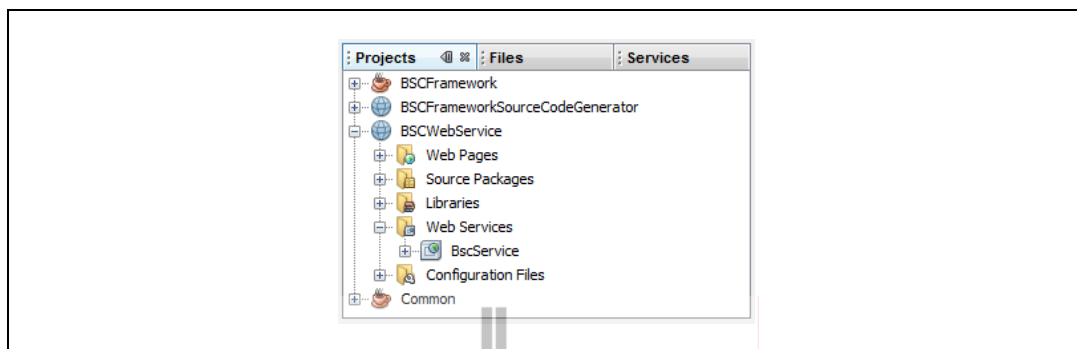 Projects Files Services
BSCFramework
BSCFrameworkSourceCodeGenerator
BSCWebService
Web Pages
Source Packages
Libraries
Web Services
BscService
Configuration Files
Common